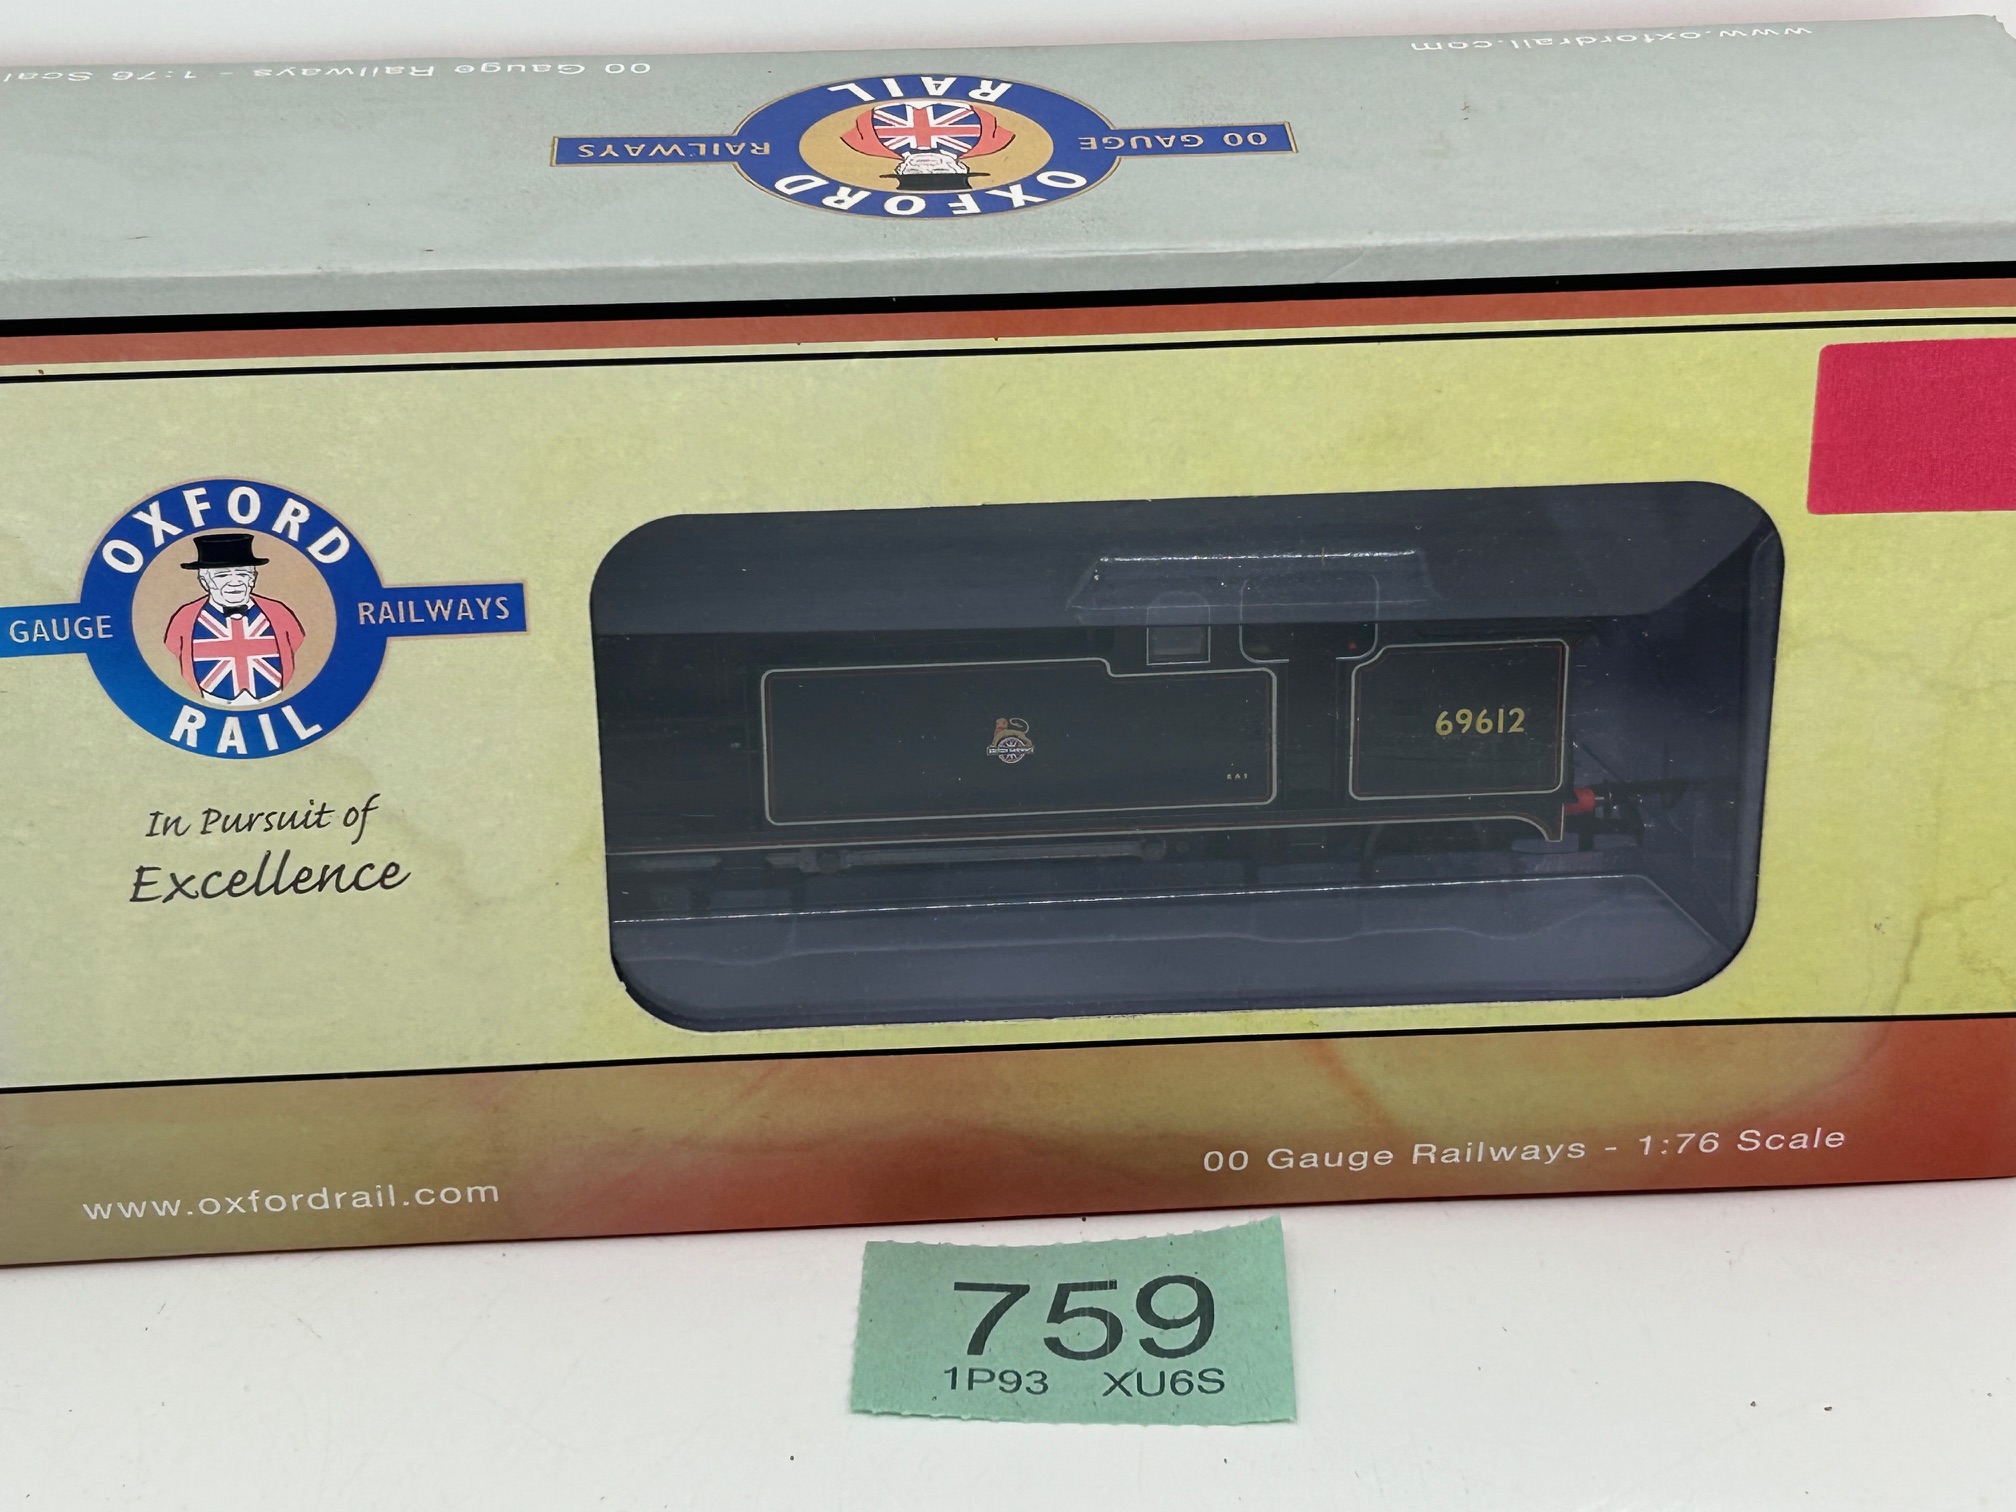 www.oxfordrail.com
00 Gauge Railways - 1:76
OXFORD
RAIL
00 GAUGE
RAILWAYS
OXFORD
RAIL
GAUGE
RAILWAYS
In Pursuit of
Excellence
69612
www.oxfordrail.com
00 Gauge Railways - 1:76 Scale
759
1P93 XU6S